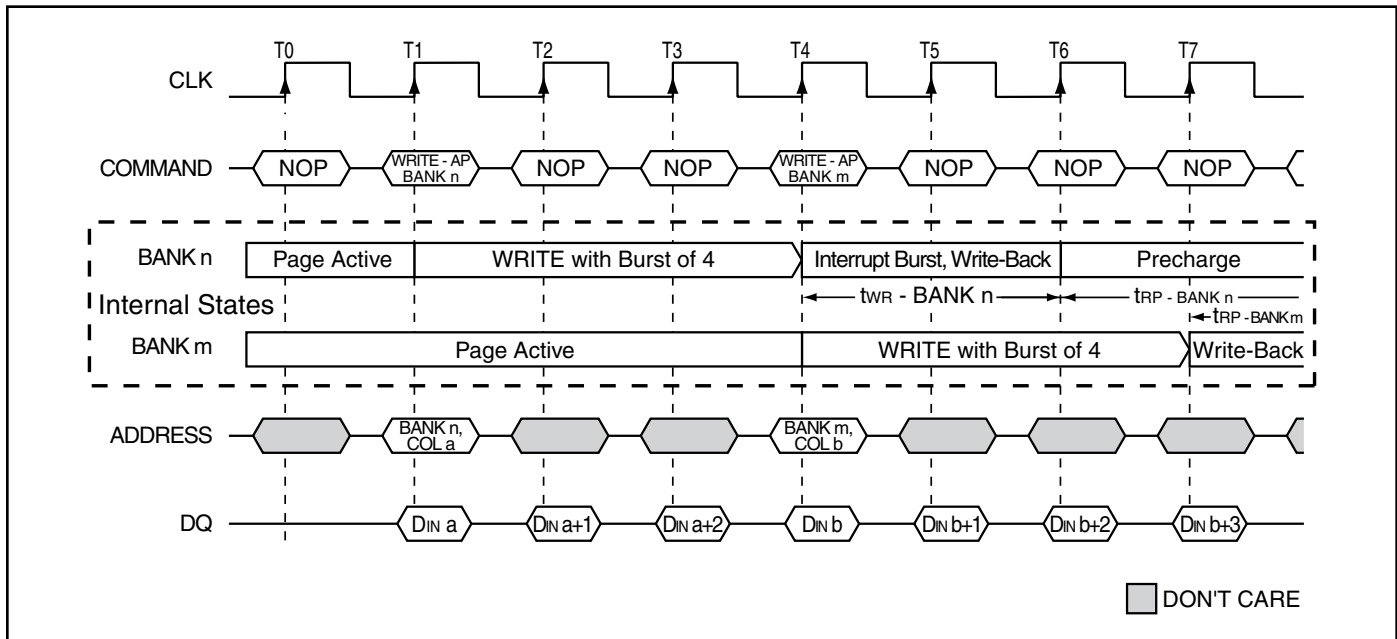 T0 T1 T2 T3 T4 T5 T6 T7
CLK
COMMAND NOP WRITE - AP BANK n NOP NOP WRITE - AP BANK m NOP NOP NOP
BANK n Page Active WRITE with Burst of 4 Interrupt Burst, Write-Back Precharge
tWR - BANK n tRP - BANK n
Internal States
tRP - BANK m
BANK m Page Active WRITE with Burst of 4 Write-Back
ADDRESS BANK n, COL a BANK m, COL b
DQ DIN a DIN a+1 DIN a+2 DIN b DIN b+1 DIN b+2 DIN b+3
DON'T CARE